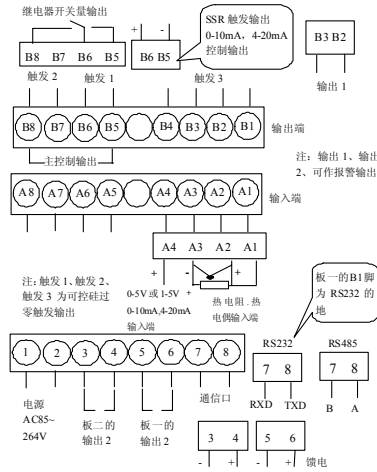 继电器开关量输出
SSR 触发输出
0-10mA，4-20mA
控制输出
+ -
B8 B7 B6 B5
B6 B5
B3 B2
触发 2 触发 1 触发 3
输出 1
B8 B7 B6 B5 B4 B3 B2 B1
输出端
主控制输出
注：输出 1、输出
2、可作报警输出
A8 A7 A6 A5 A4 A3 A2 A1
输入端
A4 A3 A2 A1
+ - +
注：触发 1、触发 2、
触发 3 为可控硅过
零触发输出
0-5V 或 1-5V +
0-10mA,4-20mA
输入端
热 电 阻 . 热
电偶输入端
板一的B1脚
为 RS232 的
地
1 2 3 4 5 6 7 8
RS232 RS485
7 8 7 8
RXD TXD B A
电源
AC85~
264V
板二的
输出 2
板一的
输出2
通信口
3 4 5 6
- + - + 馈电